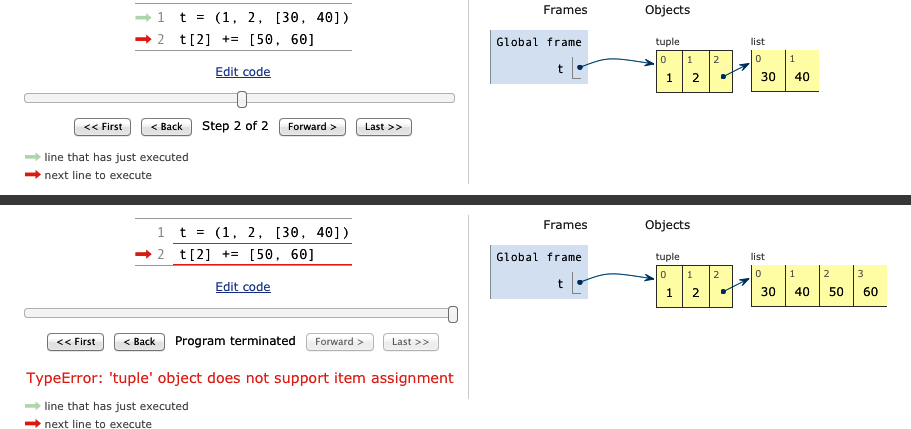 1 t = (1, 2, [30, 40])
2 t[2] += [50, 60]
Edit code
<< First < Back Step 2 of 2 Forward > Last >>
line that has just executed
next line to execute
Frames Objects
Global frame
t
tuple list
0 1 2 0 1
1 2 30 40
1 t = (1, 2, [30, 40])
2 t[2] += [50, 60]
Edit code
<< First < Back Program terminated Forward > Last >>
TypeError: 'tuple' object does not support item assignment
line that has just executed
next line to execute
Frames Objects
Global frame
t
tuple list
0 1 2 0 1 2 3
1 2 30 40 50 60